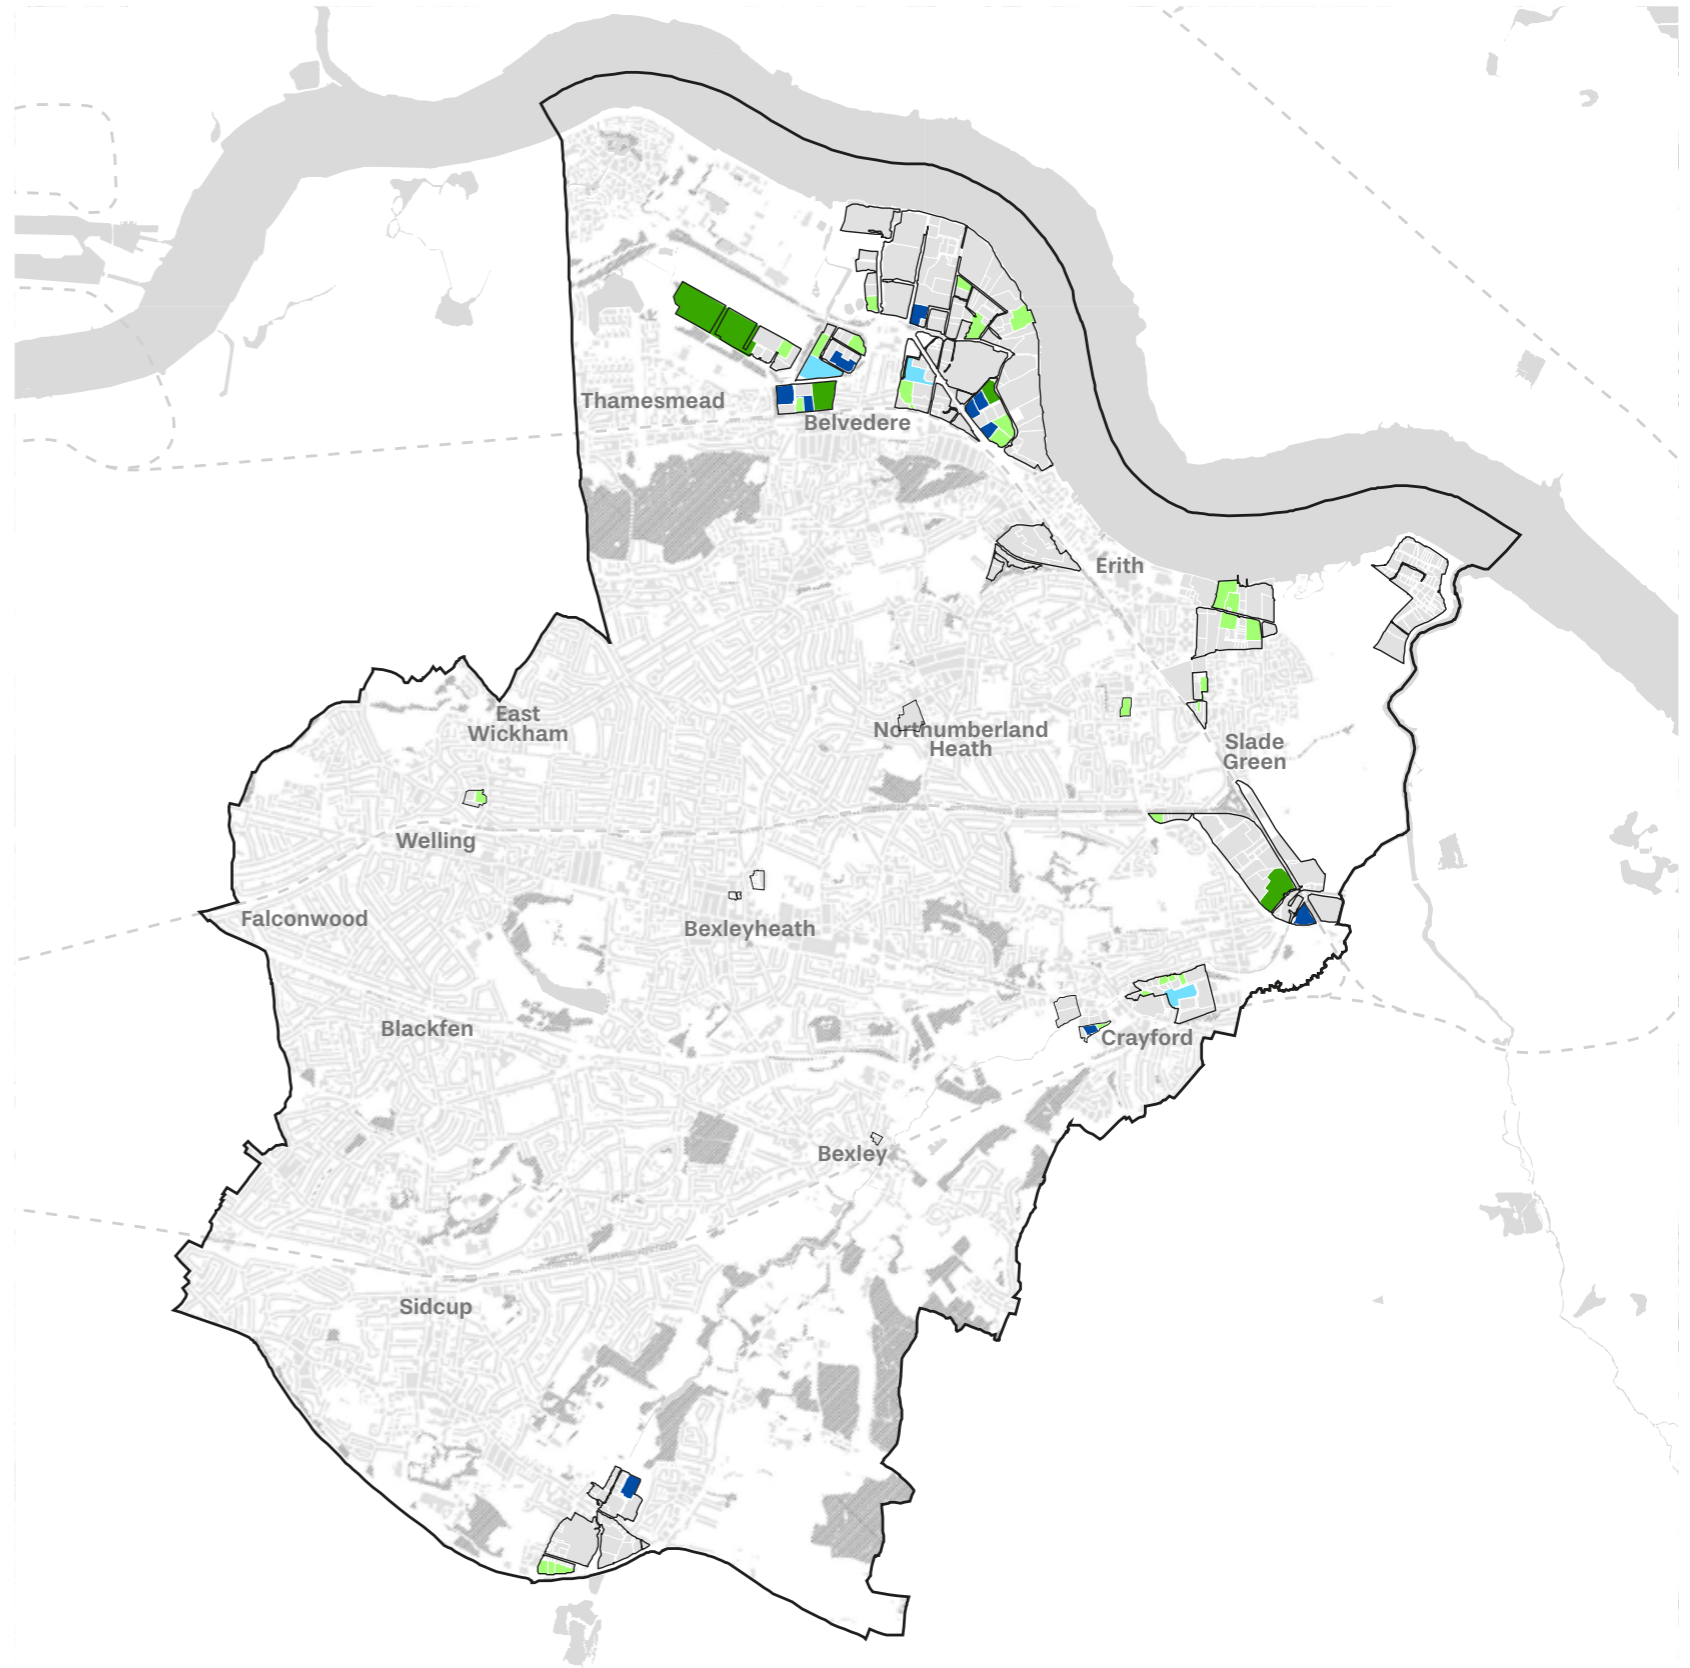 Thamesmead
Belvedere
Erith
East
Wickham
Northumberland
Heath
Slade
Green
Welling
Falconwood
Bexleyheath
Blackfen
Crayford
Bexley
Sidcup